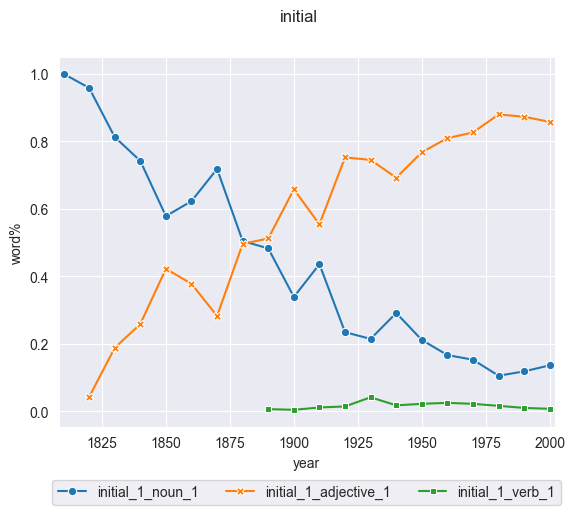 initial
1.0
0.8
0.6
0.4
0.2
0.0
word%
1825 1850 1875 1900 1925 1950 1975 2000
year
initial_1_noun_1 initial_1_adjective_1 initial_1_verb_1